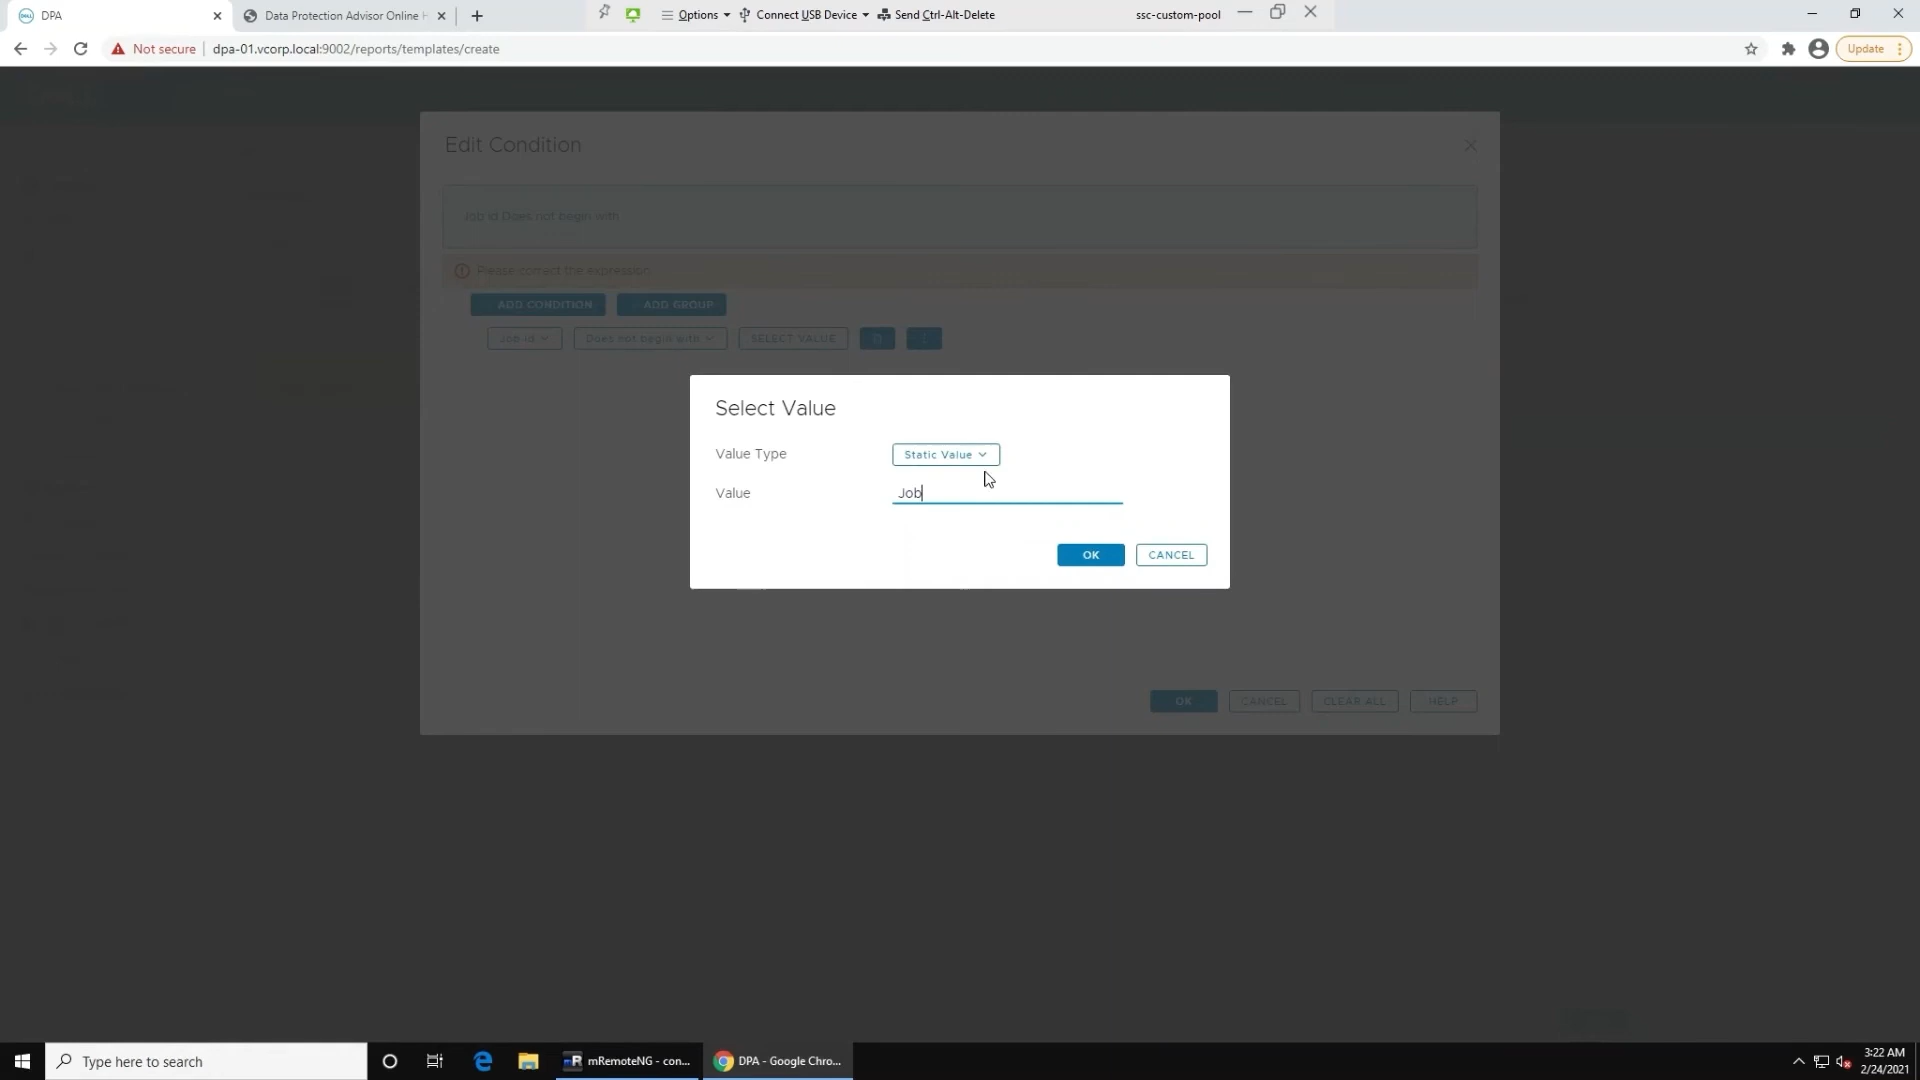 DPA
Data Protection Advisor Online H
Options
Connect USB Device
Send Ctrl-Alt-Delete
ssc-custom-pool
Not secure
dpa-01.vcorp.local:9002/reports/templates/create
Update
Edit Condition
Job id Does not begin with
Please correct the expression
ADD CONDITION
ADD GROUP
Job id
Does not begin with
SELECT VALUE
Select Value
Value Type
Static Value
Value
Job
OK
CANCEL
OK
CANCEL
CLEAR ALL
HELP
Type here to search
mRemoteNG - con...
DPA - Google Chro...
3:22 AM
2/24/2021